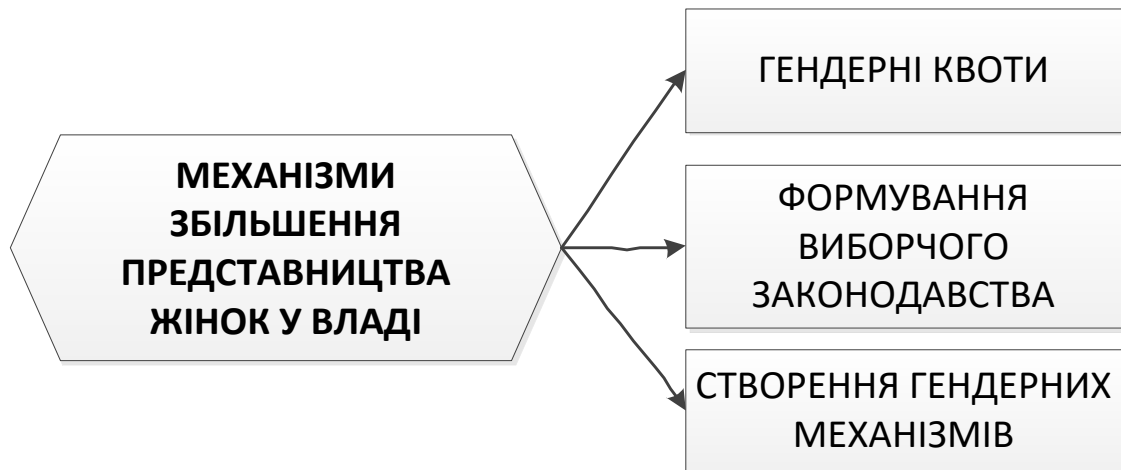 МЕХАНІЗМИ
ЗБІЛЬШЕННЯ
ПРЕДСТАВНИЦТВА
ЖІНОК У ВЛАДІ
ГЕНДЕРНІ КВОТИ
ФОРМУВАННЯ
ВИБОРЧОГО
ЗАКОНОДАВСТВА
СТВОРЕННЯ ГЕНДЕРНИХ
МЕХАНІЗМІВ